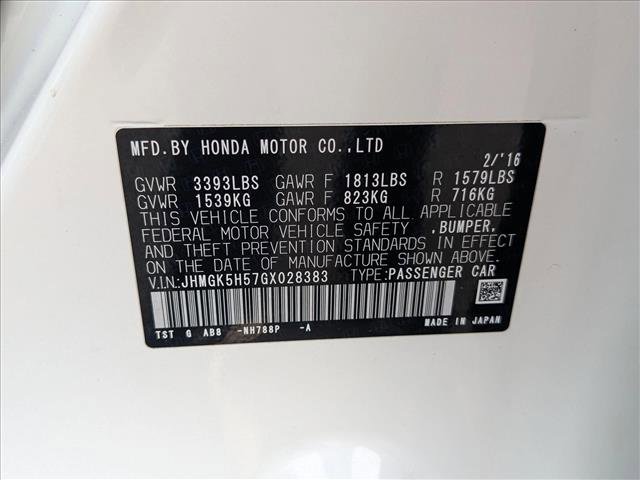 MFD.BY HONDA MOTOR CO.,LTD 2/'16
GVWR 3393LBS GAWR F 1813LBS R 1579LBS
GVWR 1539KG GAWR F 823KG R 716KG
THIS VEHICLE CONFORMS TO ALL APPLICABLE
FEDERAL MOTOR VEHICLE SAFETY ,BUMPER,
AND THEFT PREVENTION STANDARDS IN EFFECT
ON THE DATE OF MANUFACTURE SHOWN ABOVE.
V.I.N:JHMGK5H57GX028383 TYPE:PASSENGER CAR
TST G AB8 -NH788P -A MADE IN JAPAN